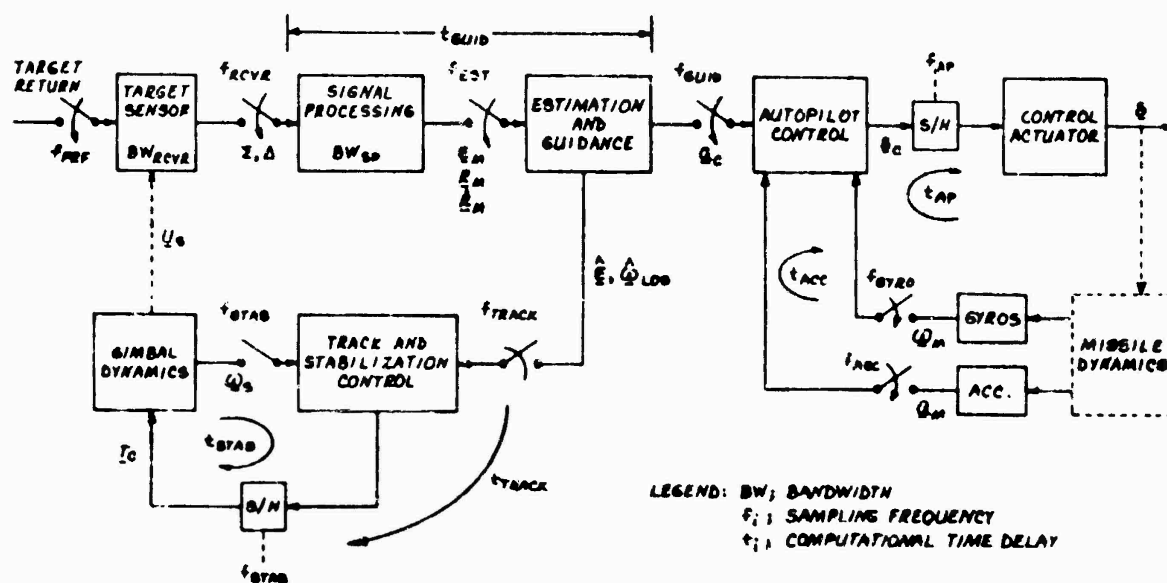 t_GUID
TARGET RETURN
f_PRF
TARGET SENSOR
BW_RCVR
f_RCVR
Σ, Δ
SIGNAL PROCESSING
BW_SP
f_EST
ε_M
R_M
Ṙ_M
ESTIMATION AND GUIDANCE
f_GUID
a_C
AUTOPILOT CONTROL
δ_C
f_AP
S/H
t_AP
CONTROL ACTUATOR
δ
U_S
ε̂, ω̂_LOS
t_ACC
f_GYRO
ω_M
GYROS
f_ACC
a_M
ACC.
MISSILE DYNAMICS
GIMBAL DYNAMICS
f_STAB
ω_S
TRACK AND STABILIZATION CONTROL
f_TRACK
T_C
t_STAB
S/H
f_STAB
t_TRACK
LEGEND: BW; BANDWIDTH
f_i; SAMPLING FREQUENCY
t_i; COMPUTATIONAL TIME DELAY